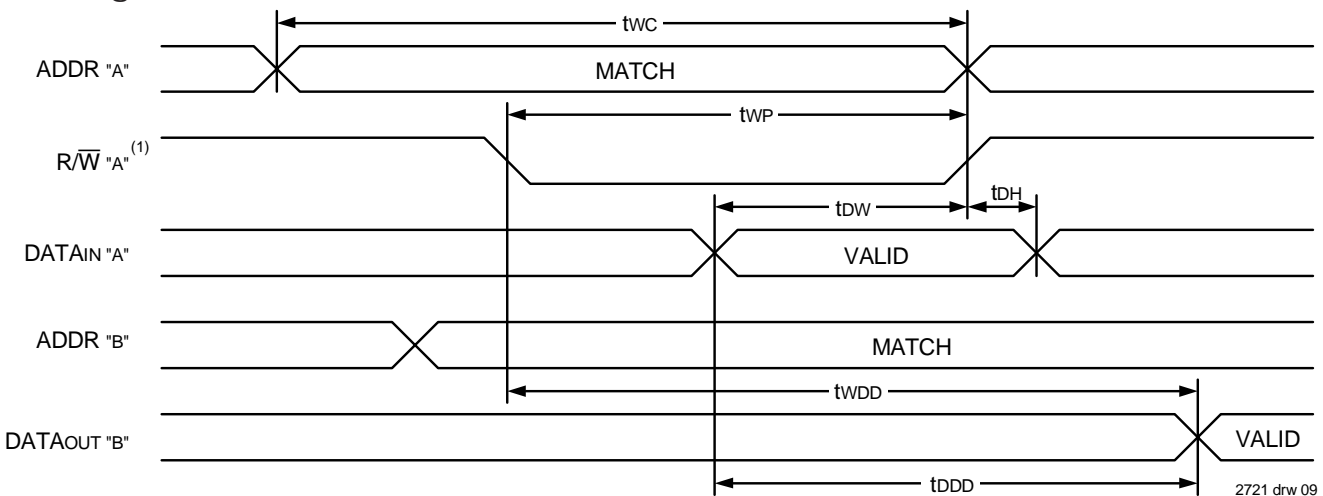 tWC
ADDR "A"
MATCH
tWP
R/W̅ "A" (1)
tDW
tDH
DATAIN "A"
VALID
ADDR "B"
MATCH
tWDD
DATAOUT "B"
VALID
tDDD
2721 drw 09